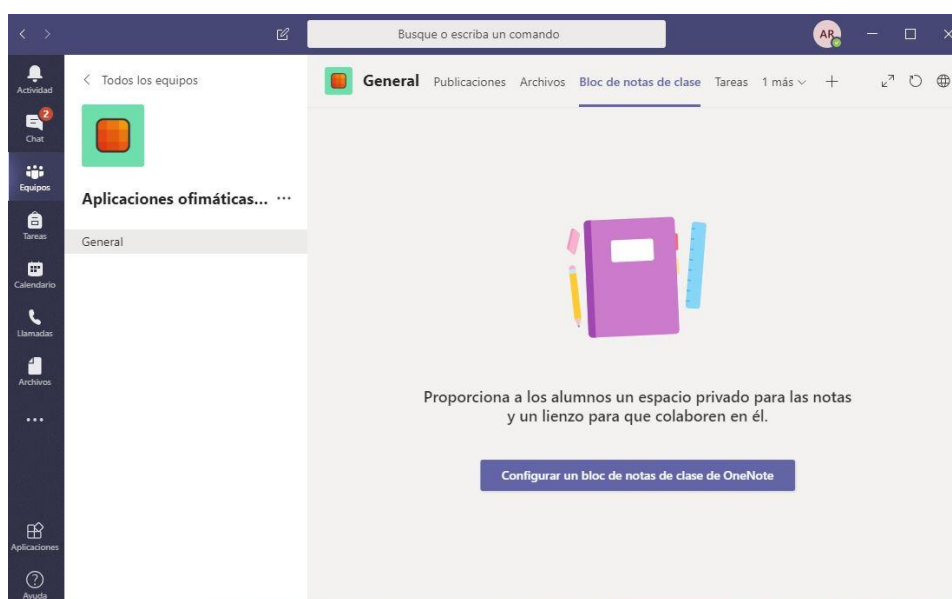 Busque o escriba un comando
AR
Actividad
2
Chat
Equipos
Tareas
Calendario
Llamadas
Archivos
Aplicaciones
Ayuda
Todos los equipos
Aplicaciones ofimáticas...
General
General Publicaciones Archivos Bloc de notas de clase Tareas 1 más
Proporciona a los alumnos un espacio privado para las notas
y un lienzo para que colaboren en él.
Configurar un bloc de notas de clase de OneNote